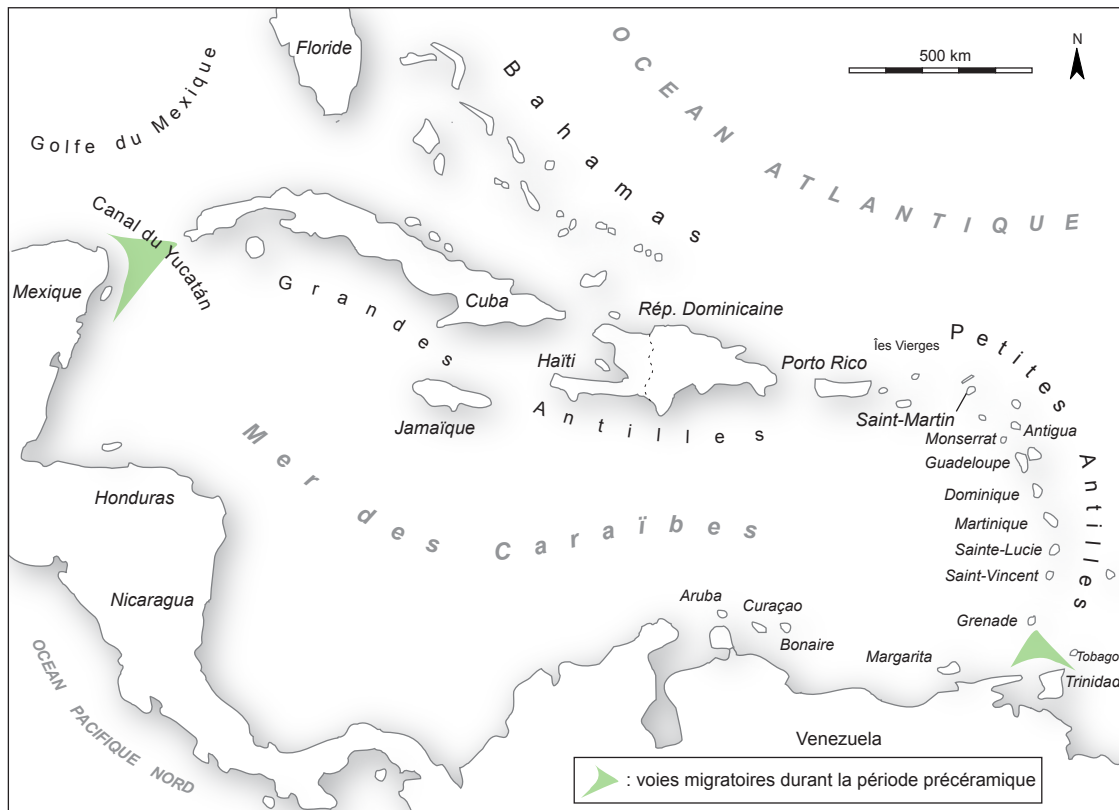 Floride
OCEAN ATLANTIQUE
500 km
N
Bahamas
Golfe du Mexique
Canal du Yucatán
Mexique
Grandes
Cuba
Rép. Dominicaine
Haïti
Porto Rico
Îles Vierges
Petites
Jamaïque
Antilles
Saint-Martin
Monserrat
Antigua
Guadeloupe
Antilles
Mer des Caraïbes
Honduras
Dominique
Martinique
Sainte-Lucie
Saint-Vincent
Nicaragua
Aruba
Curaçao
Bonaire
Grenade
Margarita
Tobago
Trinidad
OCEAN PACIFIQUE NORD
Venezuela
: voies migratoires durant la période précéramique